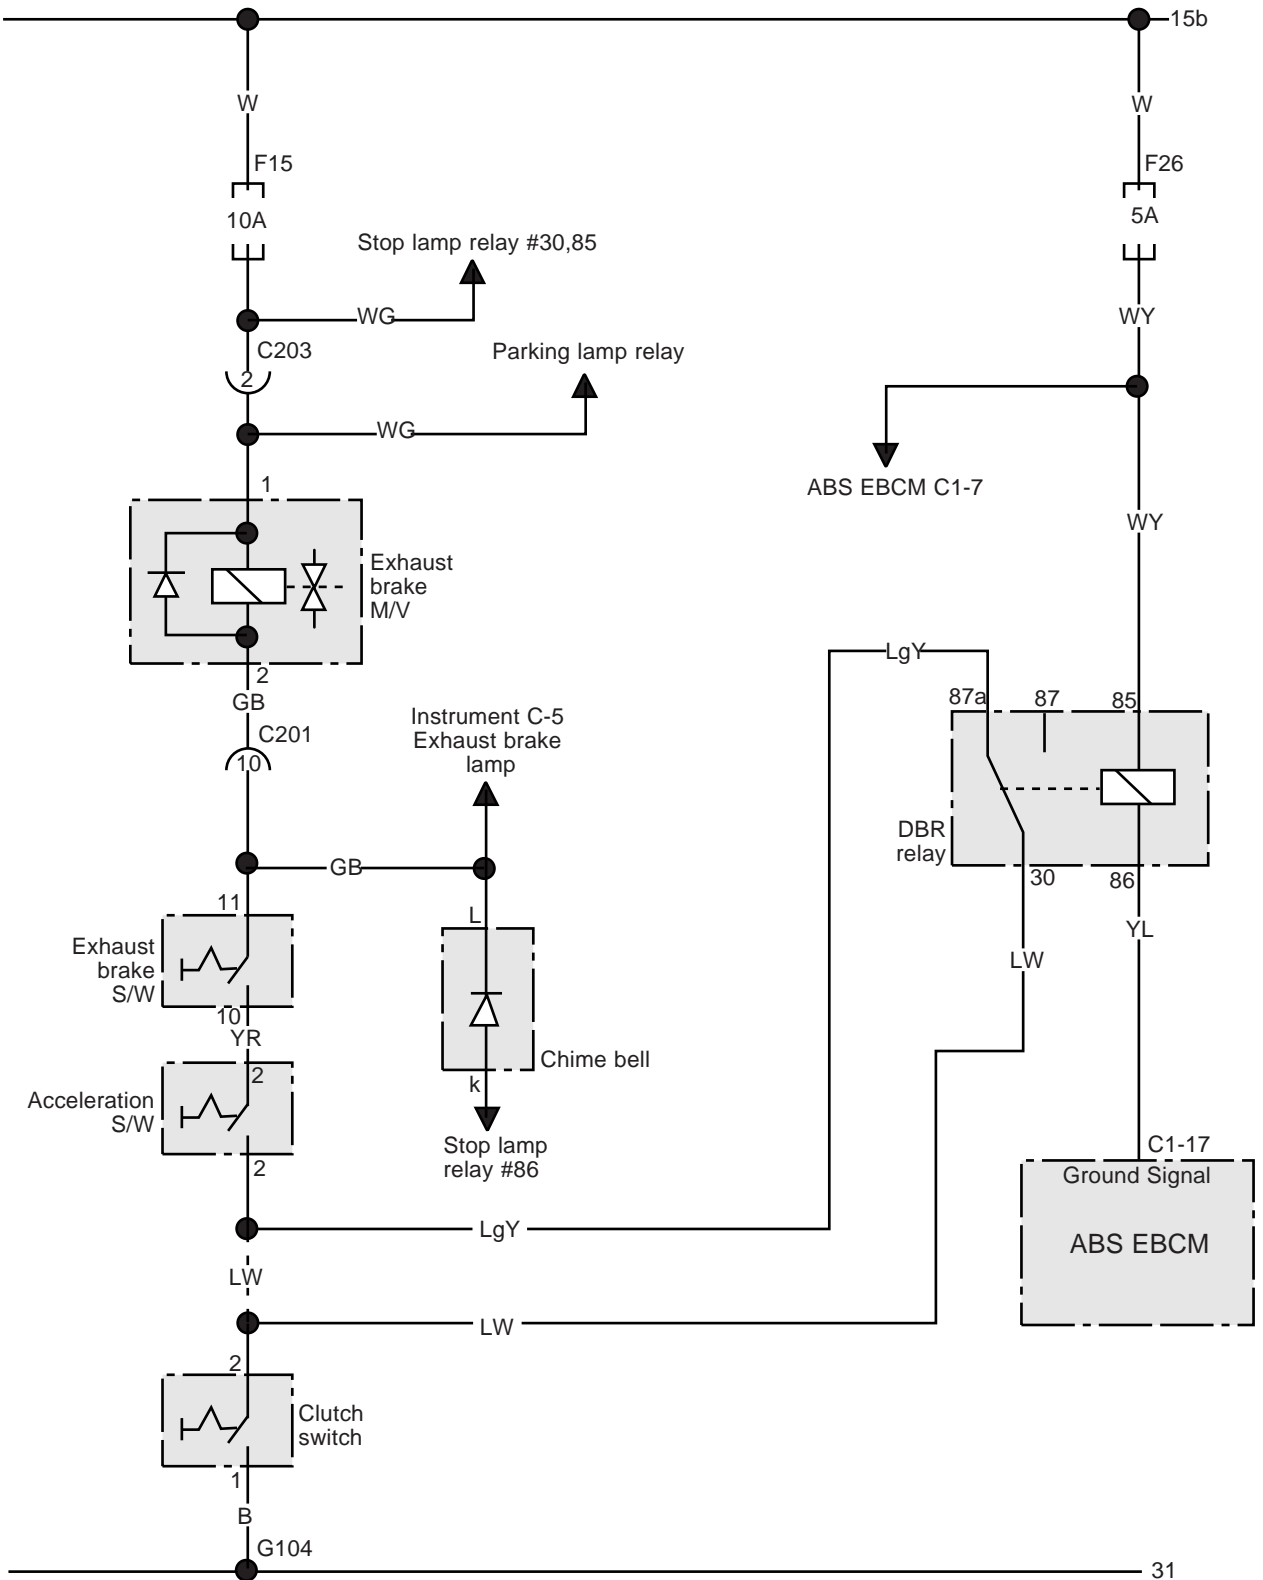 15b
W
W
F15
F26
10A
5A
Stop lamp relay #30,85
WG
WY
C203
2
Parking lamp relay
WG
1
ABS EBCM C1-7
WY
Exhaust
brake
M/V
2
GB
LgY
87a
87
85
C201
10
Instrument C-5
Exhaust brake
lamp
DBR
relay
GB
30
86
11
L
YL
Exhaust
brake
S/W
LW
10
YR
Chime bell
2
k
Acceleration
S/W
Stop lamp
relay #86
2
C1-17
Ground Signal
ABS EBCM
LgY
LW
LW
2
Clutch
switch
1
B
G104
31